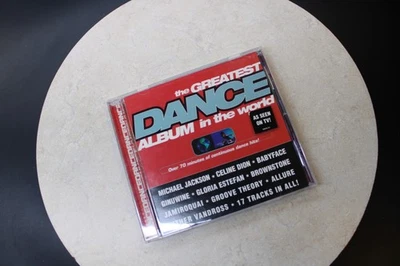 the GREATEST
DANCE
ALBUM in the world
AS SEEN
ON TV!
Over 70 minutes of continuous dance hits!
MICHAEL JACKSON • CELINE DION • BABYFACE
GINUWINE • GLORIA ESTEFAN • BROWNSTONE
JAMIROQUAI • GROOVE THEORY • ALLURE
VANDROSS • 17 TRACKS IN ALL!